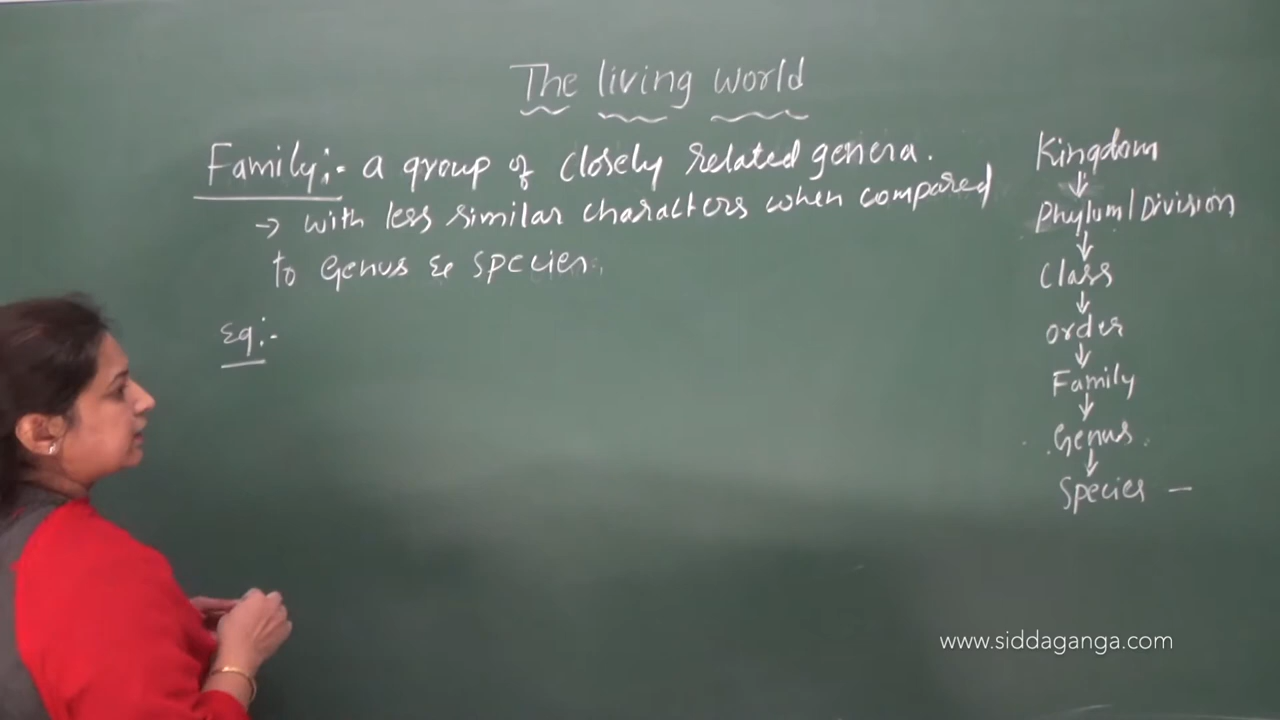 The living world
Family:- a group of closely related genera.
→ with less similar characters when compared
to Genus & species.
Eg:-
Kingdom
↓
Phylum/Division
↓
Class
↓
order
↓
Family
↓
Genus
↓
Species —
www.siddaganga.com